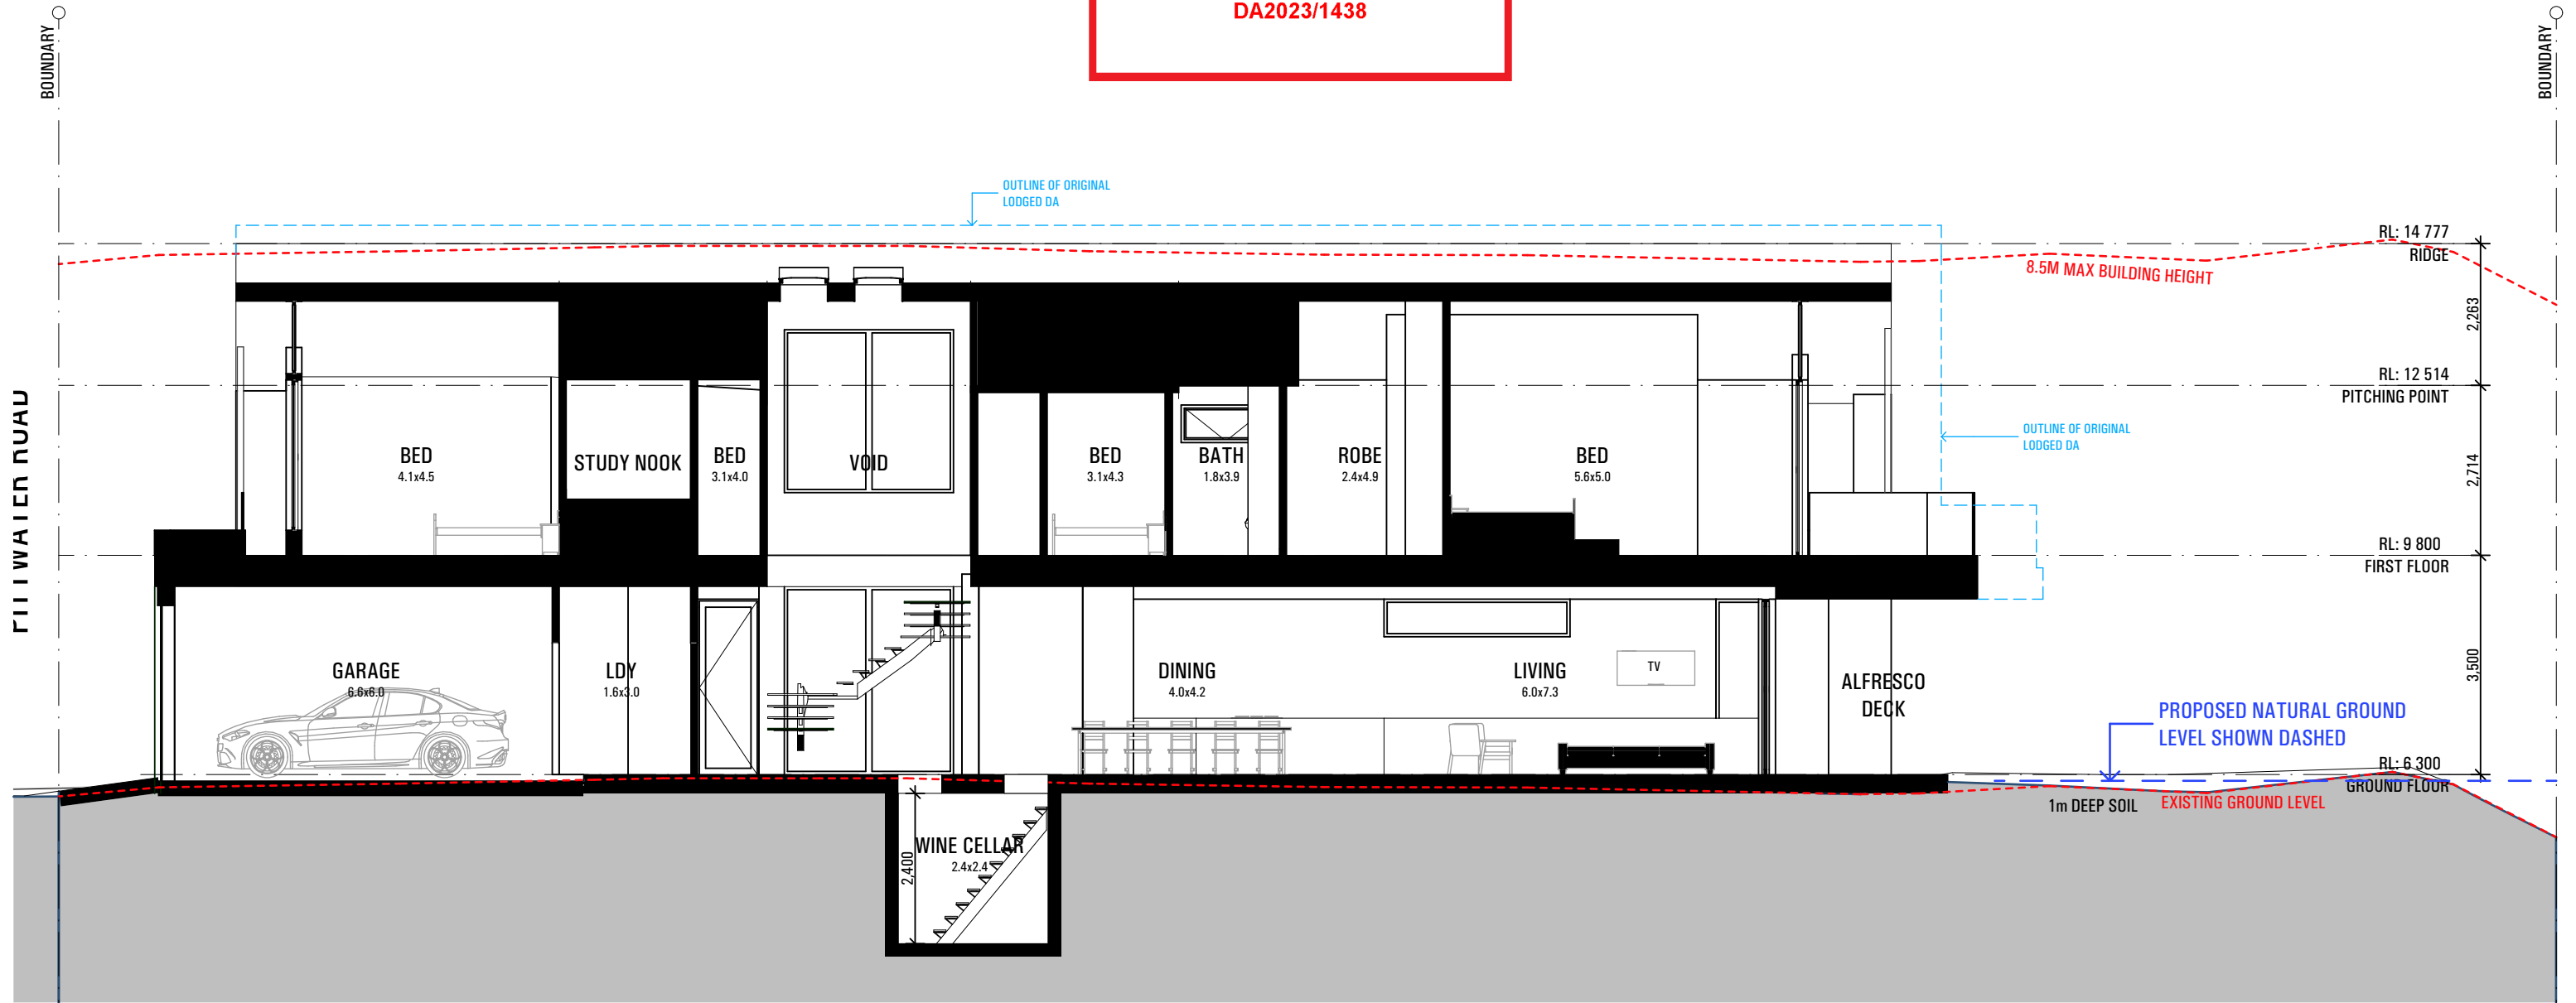 DA2023/1438
BOUNDARY
BOUNDARY
OUTLINE OF ORIGINAL
LODGED DA
RL: 14 777
RIDGE
8.5M MAX BUILDING HEIGHT
2,263
RL: 12 514
PITCHING POINT
PITTWATER ROAD
OUTLINE OF ORIGINAL
LODGED DA
BED
4.1x4.5
STUDY NOOK
BED
3.1x4.0
VOID
BED
3.1x4.3
BATH
1.8x3.9
ROBE
2.4x4.9
BED
5.6x5.0
2,714
RL: 9 800
FIRST FLOOR
GARAGE
6.6x6.0
LDY
1.6x3.0
DINING
4.0x4.2
LIVING
6.0x7.3
TV
ALFRESCO
DECK
3,500
PROPOSED NATURAL GROUND
LEVEL SHOWN DASHED
RL: 6 300
GROUND FLOOR
1m DEEP SOIL
EXISTING GROUND LEVEL
WINE CELLAR
2.4x2.4
2,400